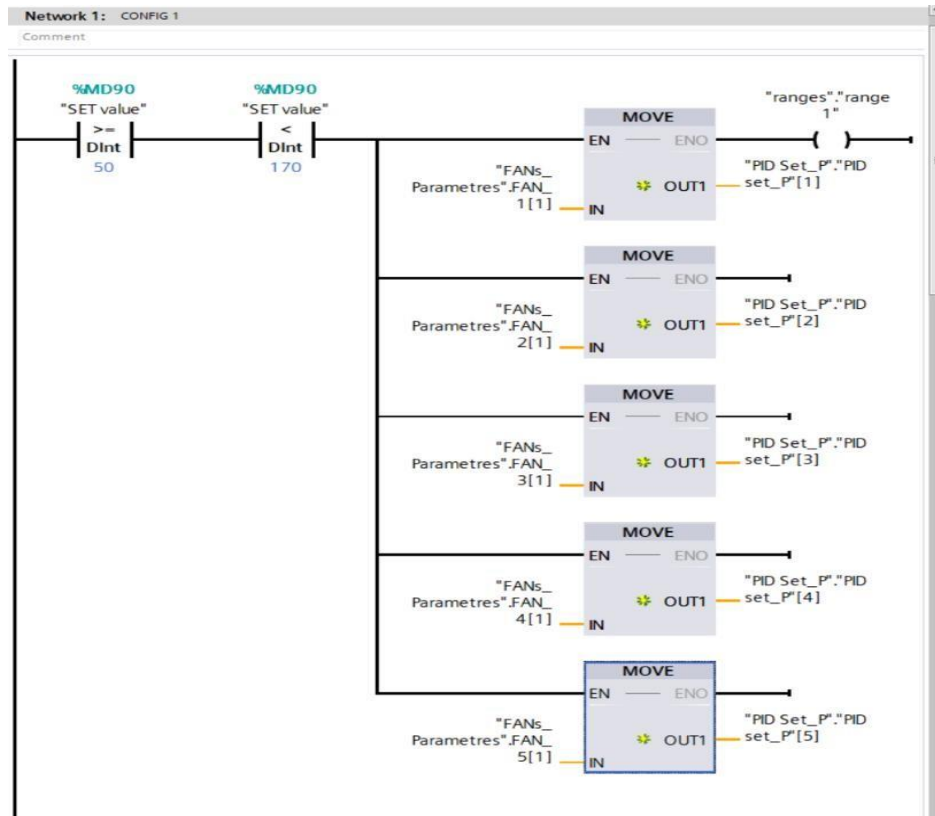 Network 1: CONFIG 1
Comment
%MD90
"SET value"
>=
DInt
50
%MD90
"SET value"
<
DInt
170
MOVE
EN
ENO
"FANs_
Parametres".FAN_
1[1]
IN
OUT1
"PID Set_P"."PID
set_P"[1]
"ranges"."range
1"
MOVE
EN
ENO
"FANs_
Parametres".FAN_
2[1]
IN
OUT1
"PID Set_P"."PID
set_P"[2]
MOVE
EN
ENO
"FANs_
Parametres".FAN_
3[1]
IN
OUT1
"PID Set_P"."PID
set_P"[3]
MOVE
EN
ENO
"FANs_
Parametres".FAN_
4[1]
IN
OUT1
"PID Set_P"."PID
set_P"[4]
MOVE
EN
ENO
"FANs_
Parametres".FAN_
5[1]
IN
OUT1
"PID Set_P"."PID
set_P"[5]